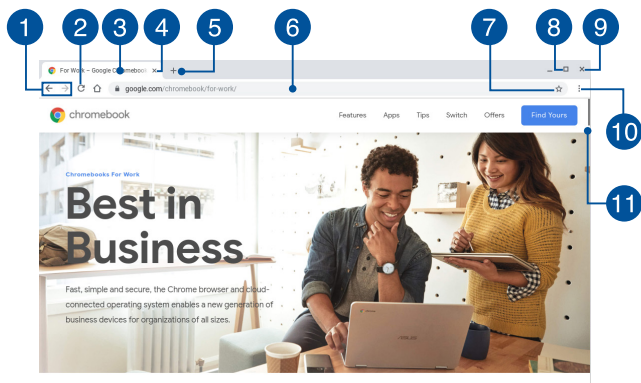 1 2 3 4 5 6 7 8 9
For Work – Google Chromeboo
google.com/chromebook/for-work/
10
chromebook Features Apps Tips Switch Offers Find Yours
11
Chromebooks For Work
Best in
Business
Fast, simple and secure, the Chrome browser and cloud-
connected operating system enables a new generation of
business devices for organizations of all sizes.
ASUS